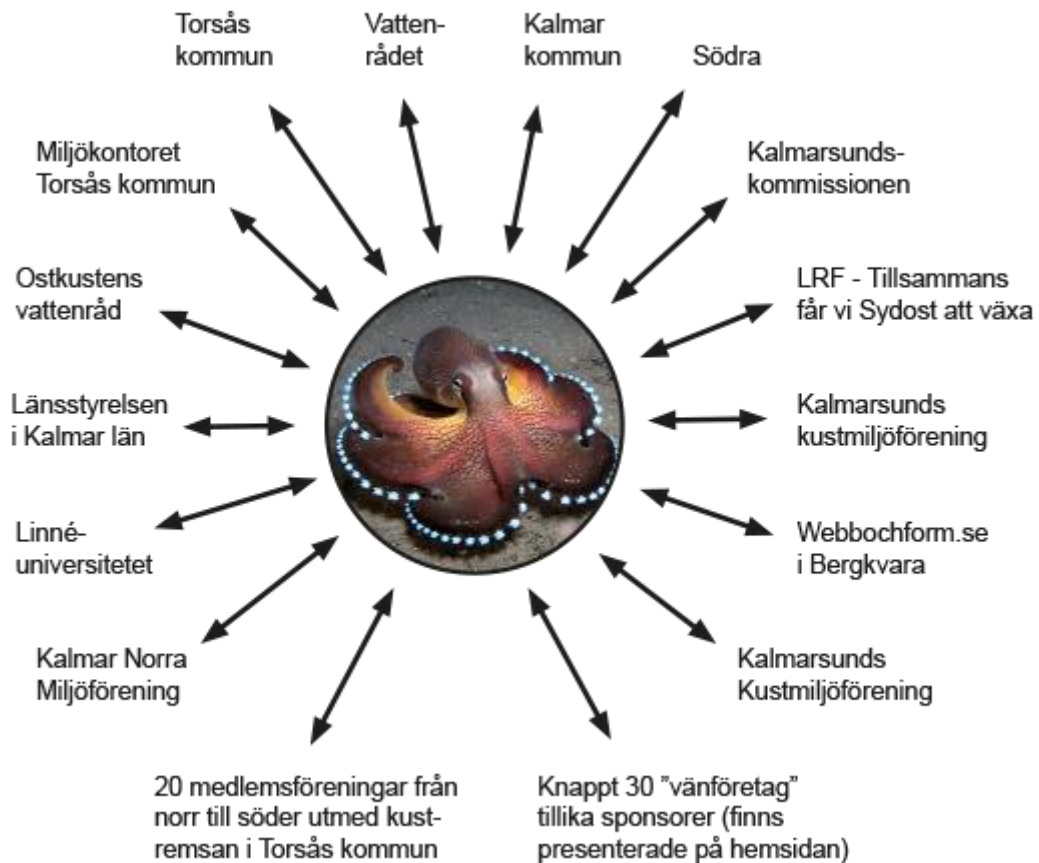 Torsås
kommun
Vatten-
rådet
Kalmar
kommun
Södra
Miljökontoret
Torsås kommun
Kalmarsunds-
kommissionen
Ostkustens
vattenråd
LRF - Tillsammans
får vi Sydost att växa
Länsstyrelsen
i Kalmar län
Kalmarsunds
kustmiljöförening
Linné-
universitetet
Webbochform.se
i Bergkvara
Kalmar Norra
Miljöförening
Kalmarsunds
Kustmiljöförening
20 medlemsföreningar från
norr till söder utmed kust-
remsan i Torsås kommun
Knappt 30 ”vänföretag”
tillika sponsorer (finns
presenterade på hemsidan)